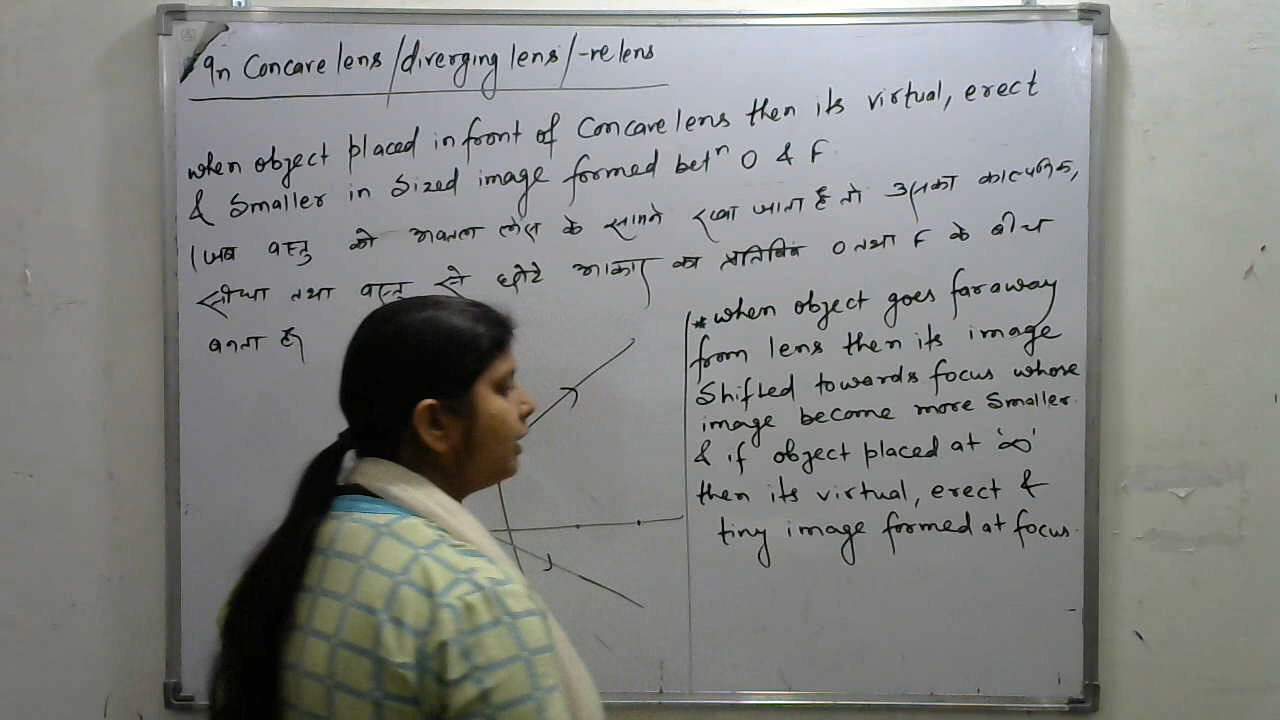 In Concave lens/diverging lens/-ve lens
when object placed in front of Concave lens then its virtual, erect
& Smaller in Sized image formed betⁿ O & F.
(जब वस्तु को अवतल लेंस के सामने रखा जाता है तो उसका काल्पनिक,
सीधा तथा वस्तु से छोटे आकार का प्रतिबिंब O तथा F के बीच
बनता है)
*when object goes far away
from lens then its image
Shifted towards focus whose
image become more Smaller.
& if object placed at '∞'
then its virtual, erect &
tiny image formed at focus.